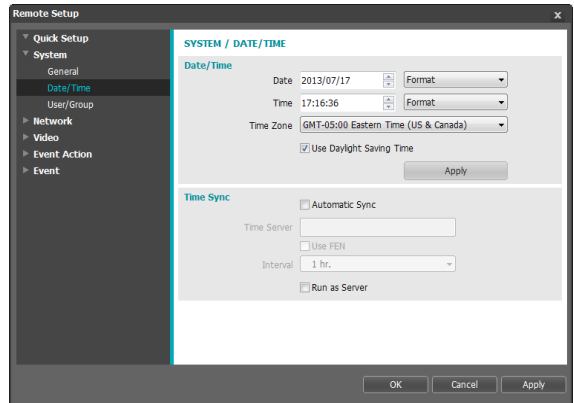 Remote Setup x
Quick Setup
System
General
Date/Time
User/Group
Network
Video
Event Action
Event
SYSTEM / DATE/TIME
Date/Time
Date 2013/07/17 Format
Time 17:16:36 Format
Time Zone GMT-05:00 Eastern Time (US & Canada)
Use Daylight Saving Time
Apply
Time Sync
Automatic Sync
Time Server
Use FEN
Interval 1 hr.
Run as Server
OK Cancel Apply